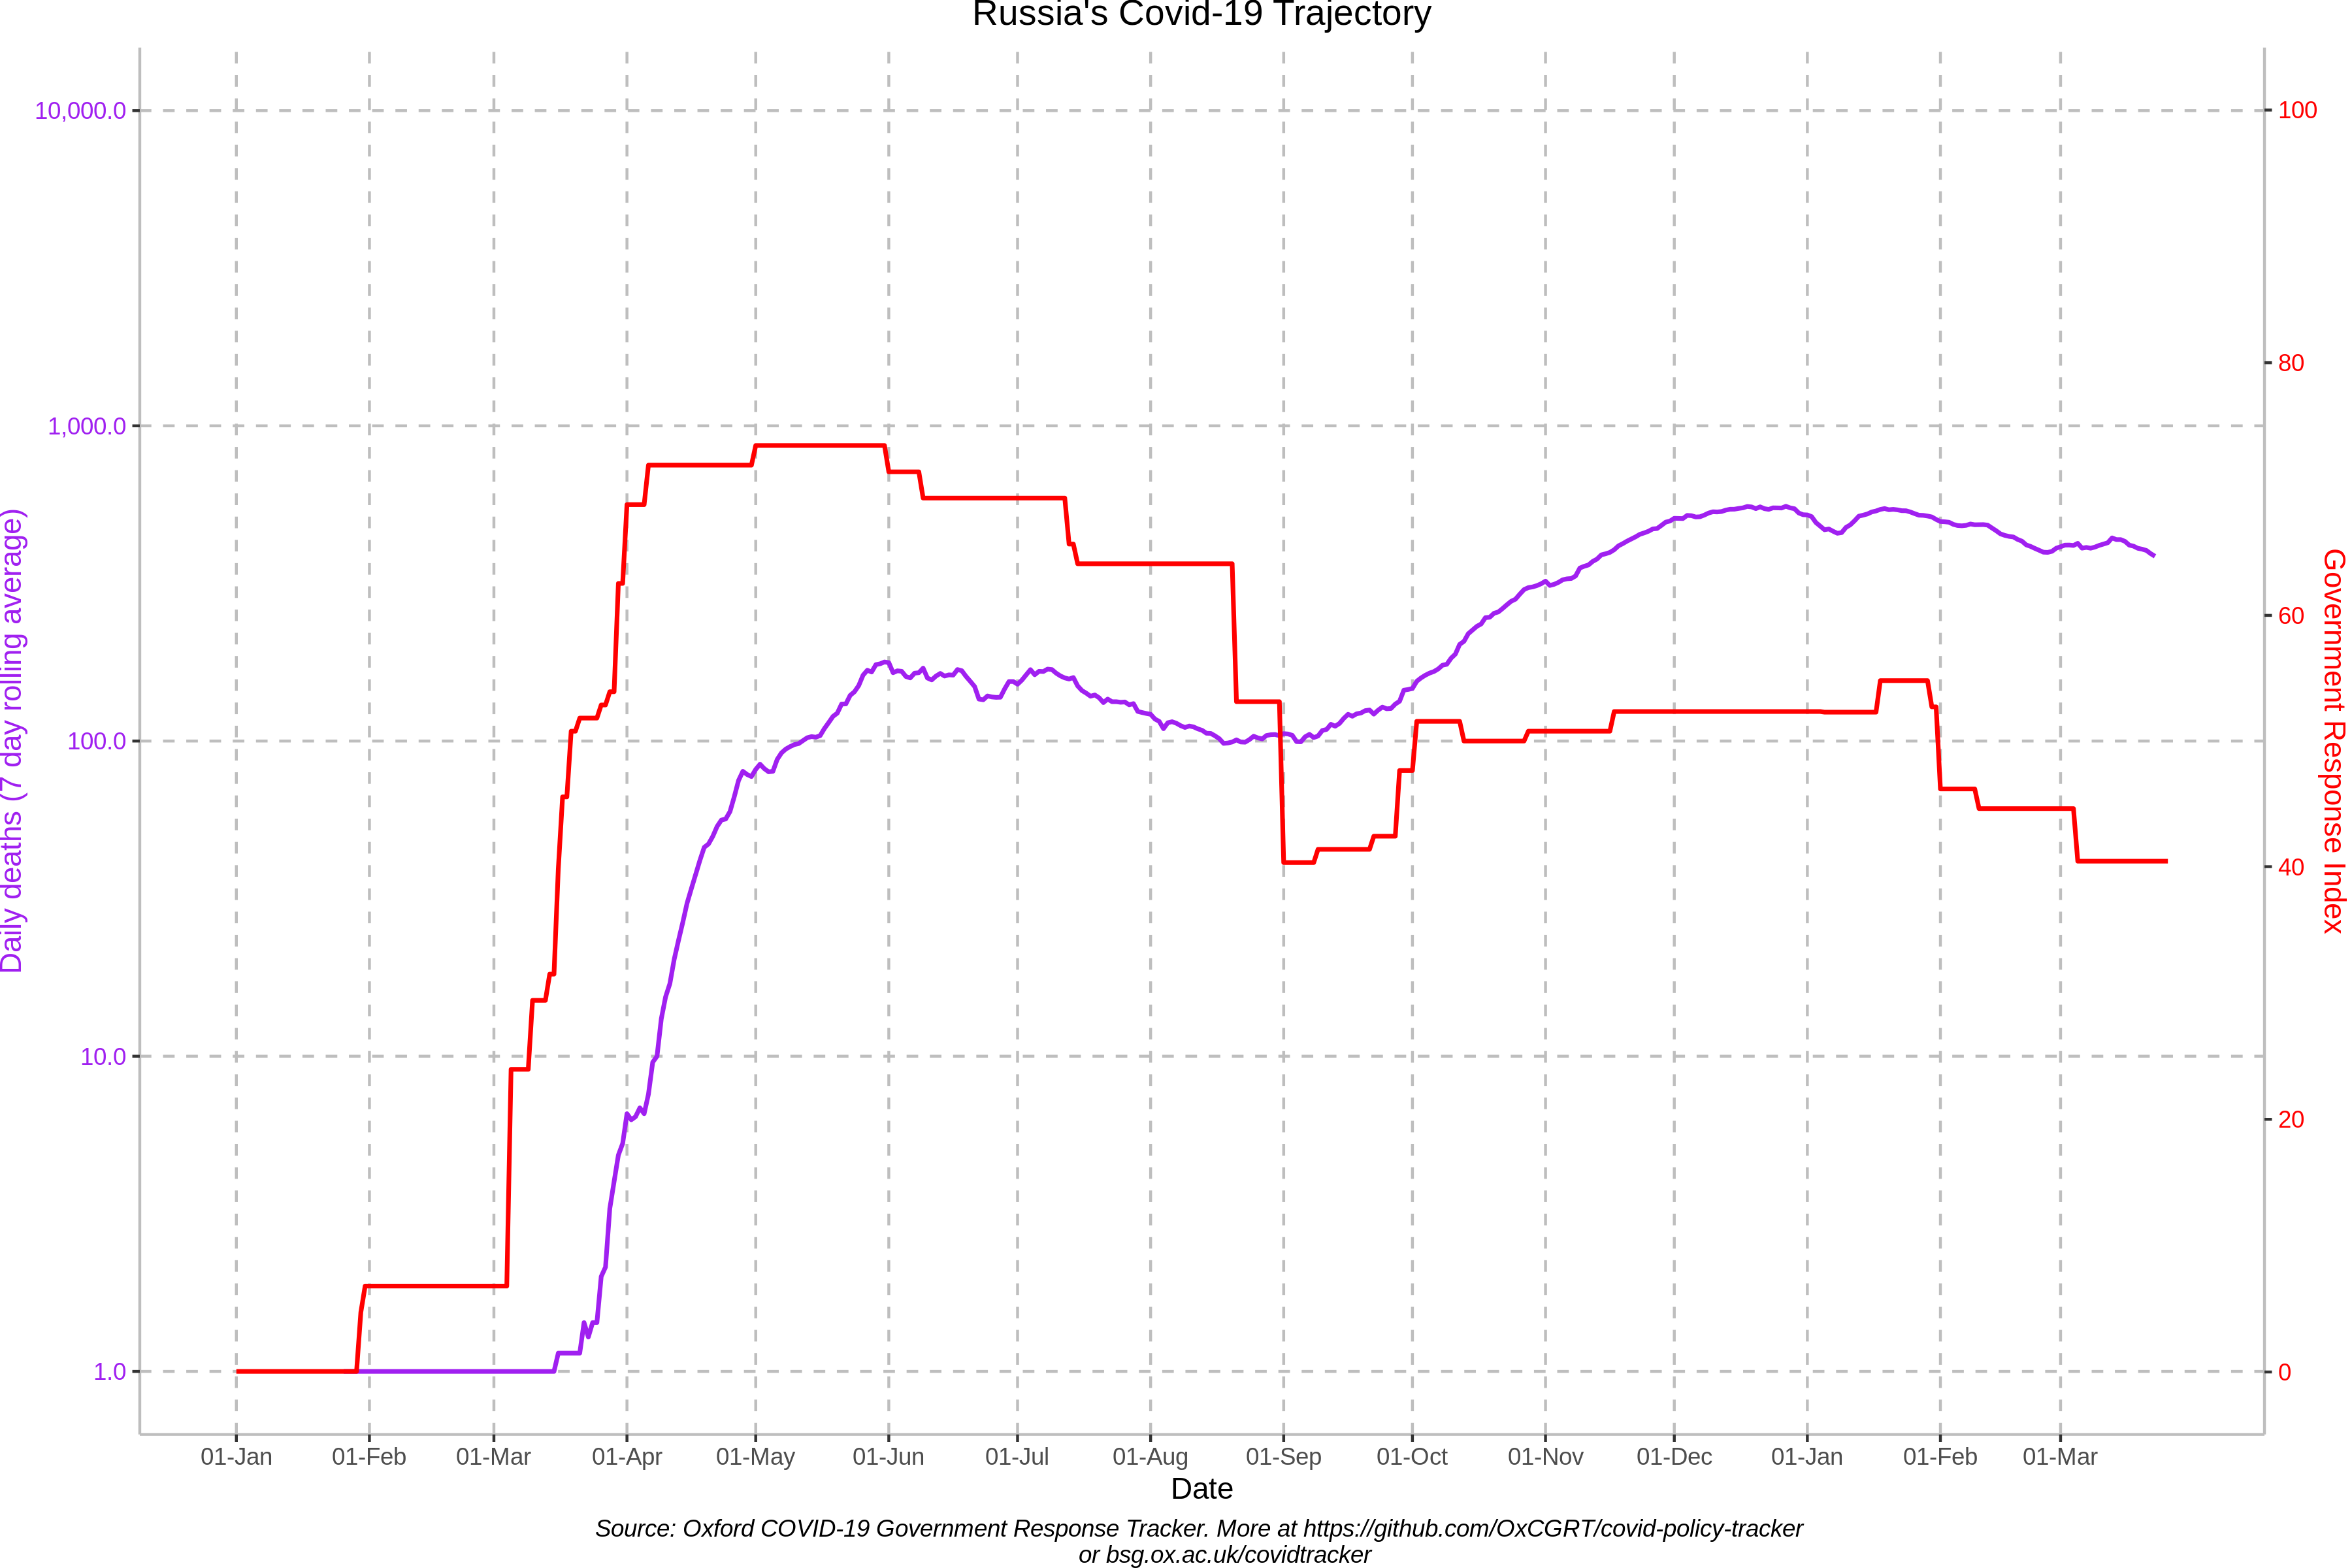 Russia's Covid-19 Trajectory
10,000.0
1,000.0
100.0
10.0
1.0
Daily deaths (7 day rolling average)
100
80
60
40
20
0
Government Response Index
01-Jan
01-Feb
01-Mar
01-Apr
01-May
01-Jun
01-Jul
01-Aug
01-Sep
01-Oct
01-Nov
01-Dec
01-Jan
01-Feb
01-Mar
Date
Source: Oxford COVID-19 Government Response Tracker. More at https://github.com/OxCGRT/covid-policy-tracker
or bsg.ox.ac.uk/covidtracker